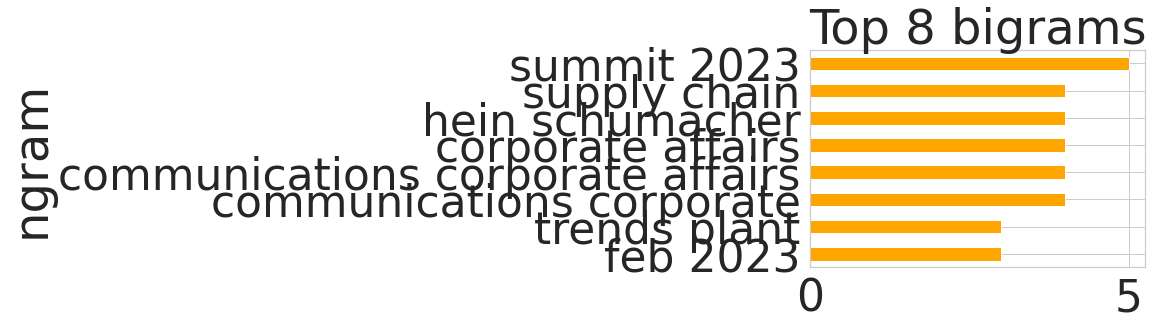 Top 8 bigrams
ngram
summit 2023
supply chain
hein schumacher
corporate affairs
communications corporate affairs
communications corporate
trends plant
feb 2023
0 5